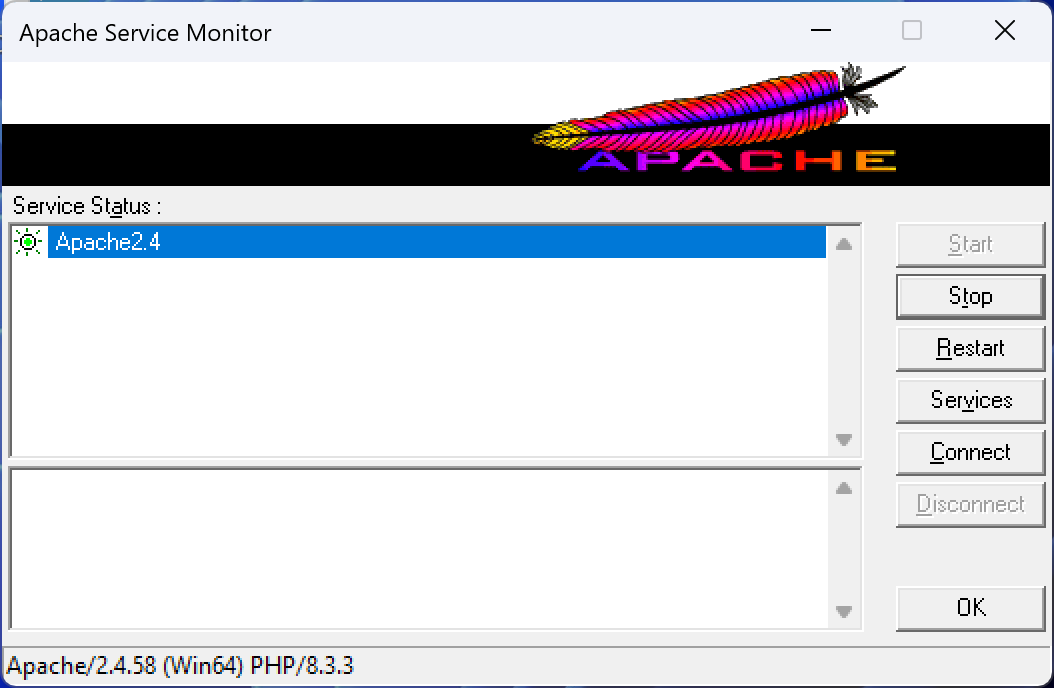 Apache Service Monitor
APACHE
Service Status :
Apache2.4
Start
Stop
Restart
Services
Connect
Disconnect
OK
Apache/2.4.58 (Win64) PHP/8.3.3